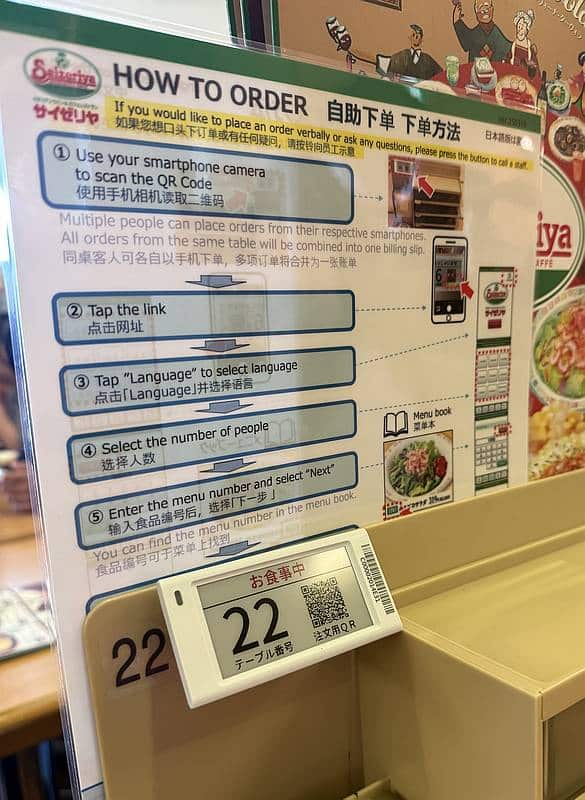 Saizeriya
サイゼリヤ
HOW TO ORDER 自助下单 下单方法
If you would like to place an order verbally or ask any questions, please press the button to call a staff.
如果您想口头下订单或有任何疑问，请按铃向员工示意
日本語版は裏
① Use your smartphone camera
to scan the QR Code
使用手机相机读取二维码
Multiple people can place orders from their respective smartphones.
All orders from the same table will be combined into one billing slip.
同桌客人可各自以手机下单，多项订单将合并为一张账单
② Tap the link
点击网址
③ Tap "Language" to select language
点击「Language」并选择语言
④ Select the number of people
选择人数
Menu book
菜单本
⑤ Enter the menu number and select "Next"
输入食品编号后，选择「下一步」
You can find the menu number in the menu book.
食品编号可于菜单上找到
お食事中
22
テーブル番号
注文用QR
22